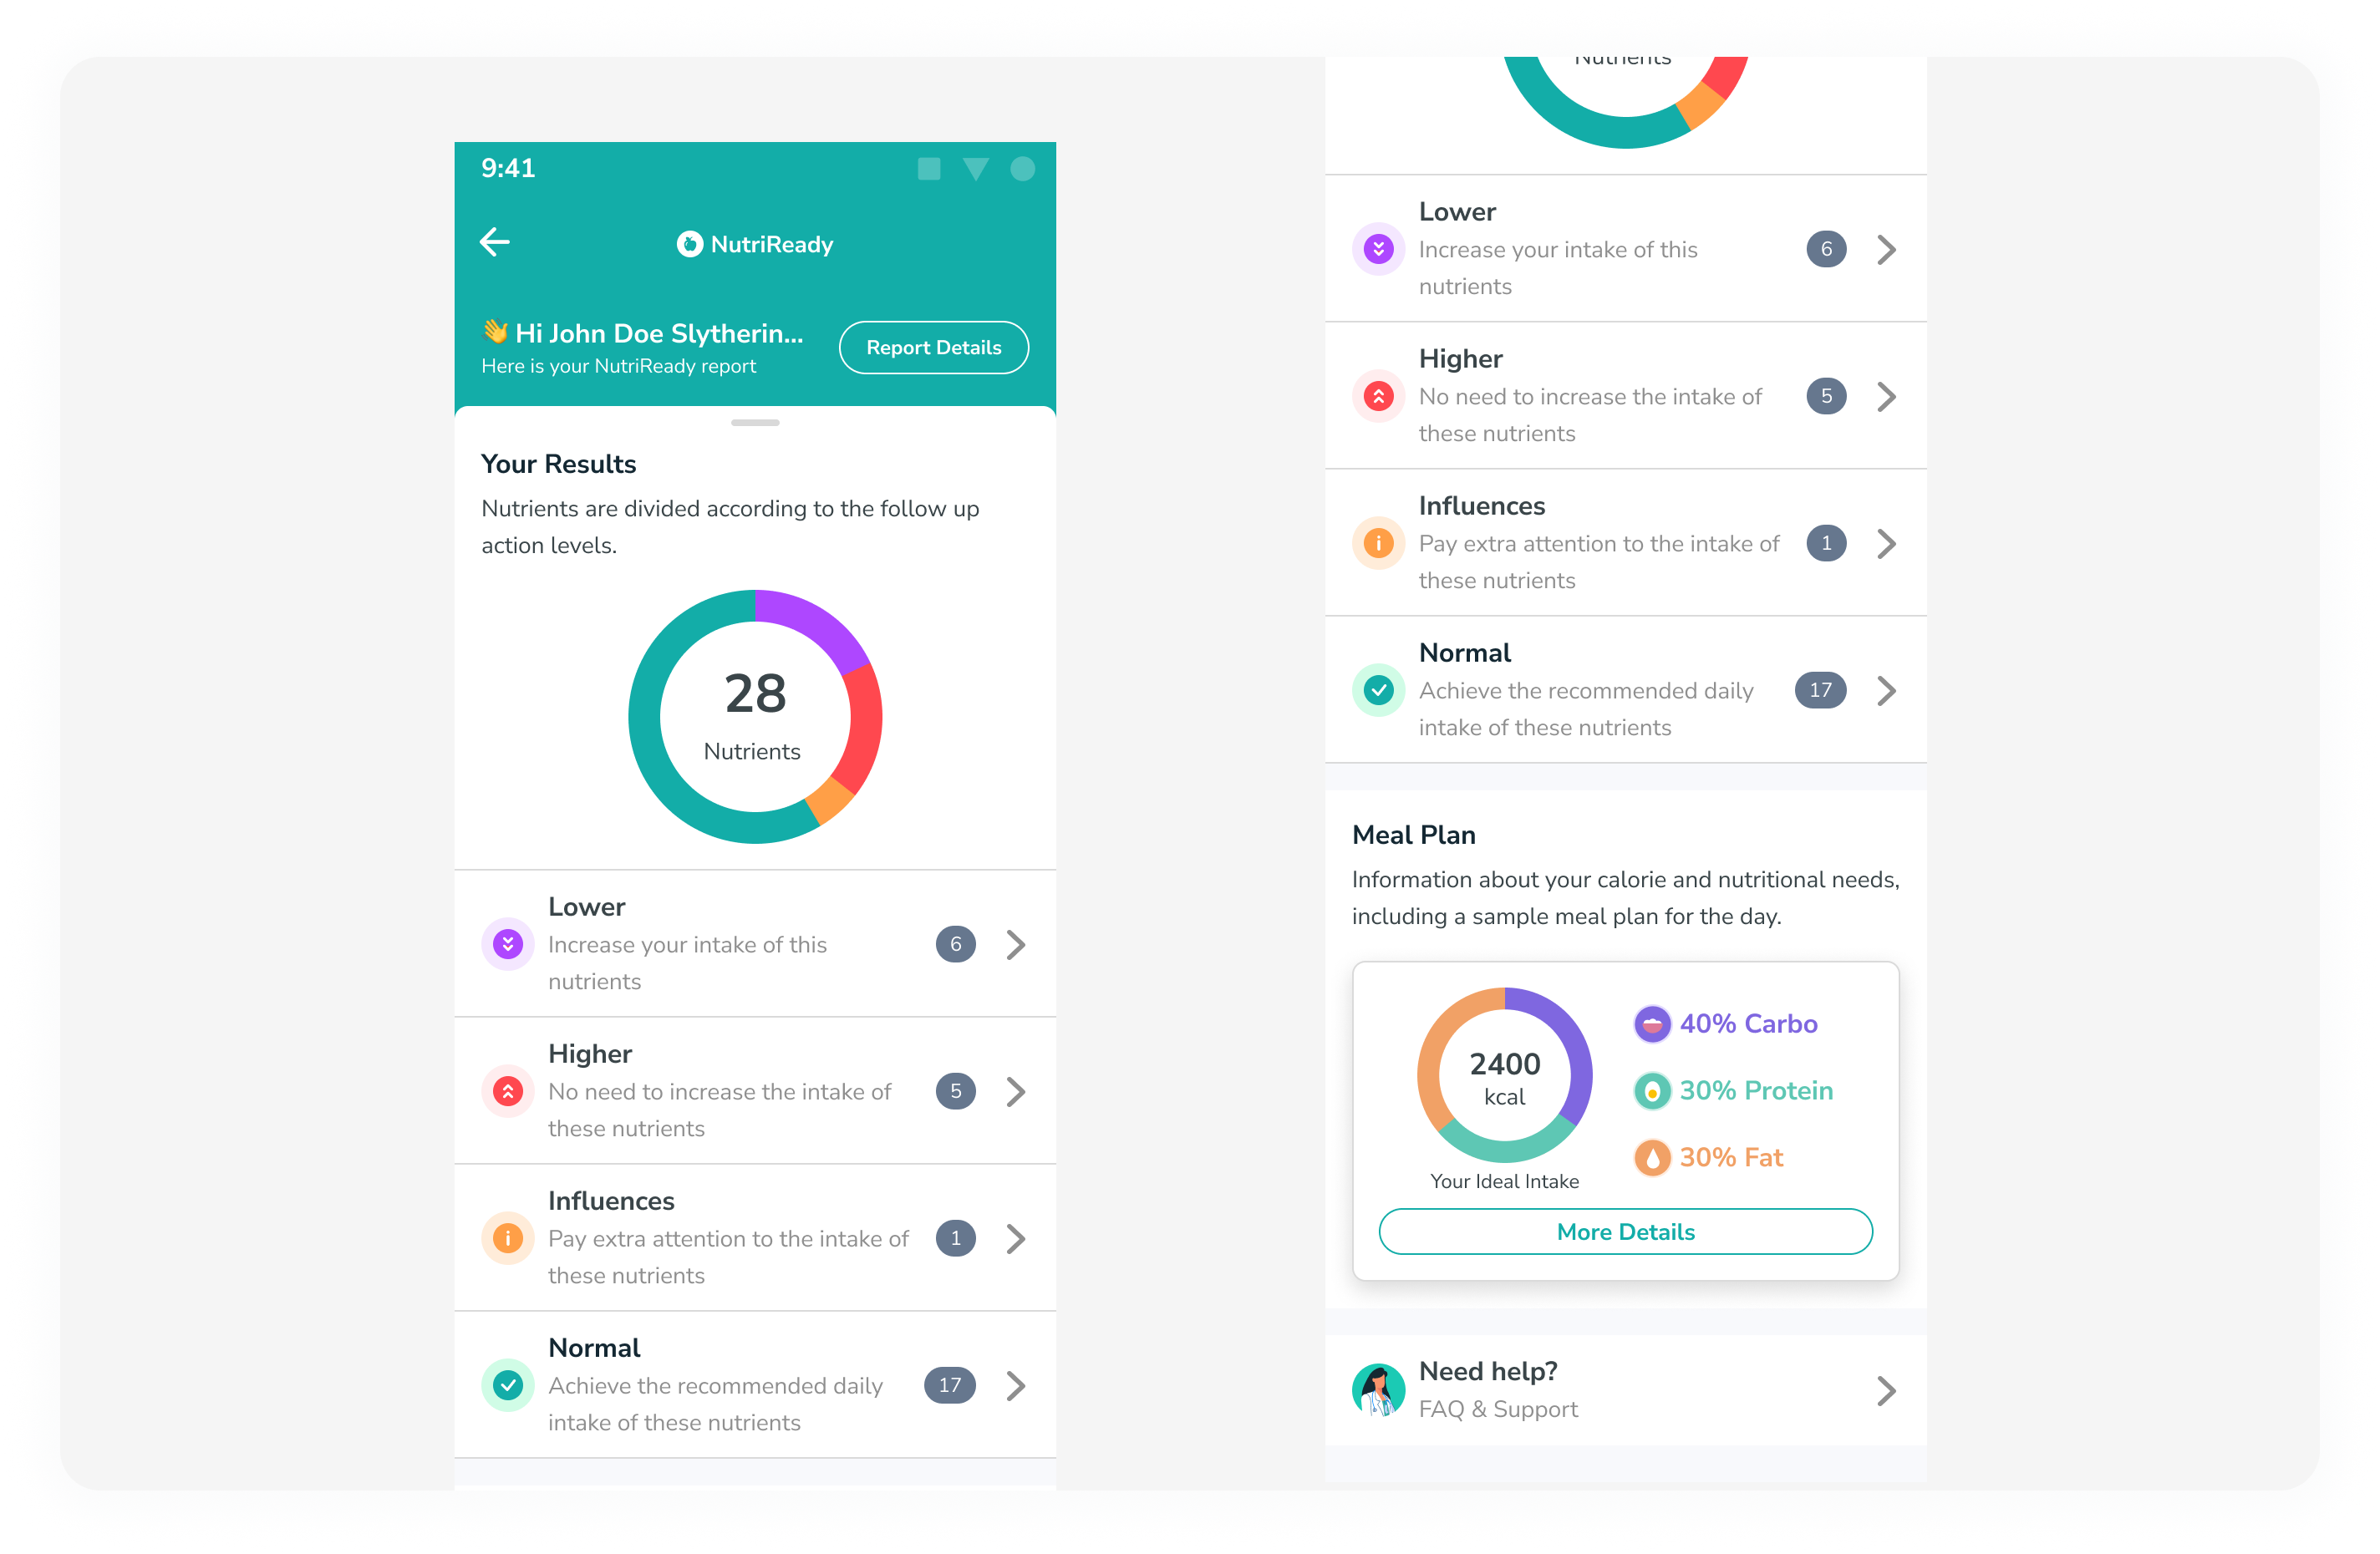 9:41
NutriReady
👋 Hi John Doe Slytherin...
Here is your NutriReady report
Report Details
Your Results
Nutrients are divided according to the follow up
action levels.
28
Nutrients
Lower
Increase your intake of this
nutrients
6
Higher
No need to increase the intake of
these nutrients
5
Influences
Pay extra attention to the intake of
these nutrients
1
Normal
Achieve the recommended daily
intake of these nutrients
17
Nutrients
Lower
Increase your intake of this
nutrients
6
Higher
No need to increase the intake of
these nutrients
5
Influences
Pay extra attention to the intake of
these nutrients
1
Normal
Achieve the recommended daily
intake of these nutrients
17
Meal Plan
Information about your calorie and nutritional needs,
including a sample meal plan for the day.
2400
kcal
Your Ideal Intake
40% Carbo
30% Protein
30% Fat
More Details
Need help?
FAQ & Support